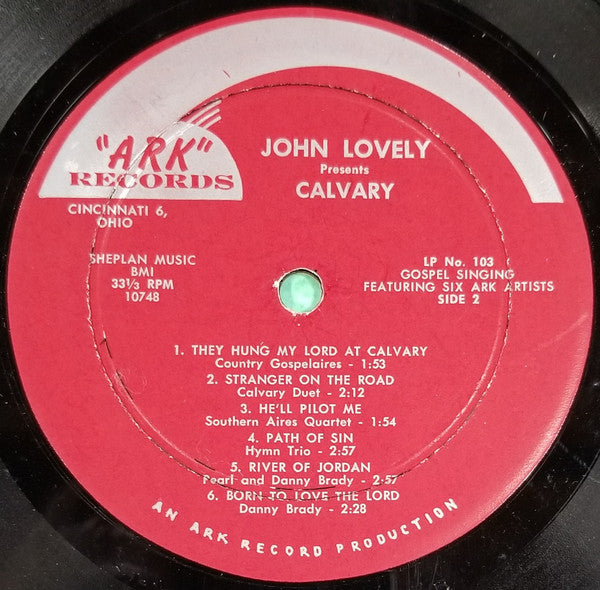 "ARK"
RECORDS
CINCINNATI 6,
OHIO
JOHN LOVELY
Presents
CALVARY
SHEPLAN MUSIC
BMI
33⅓ RPM
10748
LP No. 103
GOSPEL SINGING
FEATURING SIX ARK ARTISTS
SIDE 2
1. THEY HUNG MY LORD AT CALVARY
Country Gospelaires - 1:53
2. STRANGER ON THE ROAD
Calvary Duet - 2:12
3. HE'LL PILOT ME
Southern Aires Quartet - 1:54
4. PATH OF SIN
Hymn Trio - 2:57
5. RIVER OF JORDAN
Pearl and Danny Brady - 2:57
6. BORN TO LOVE THE LORD
Danny Brady - 2:28
AN ARK RECORD PRODUCTION